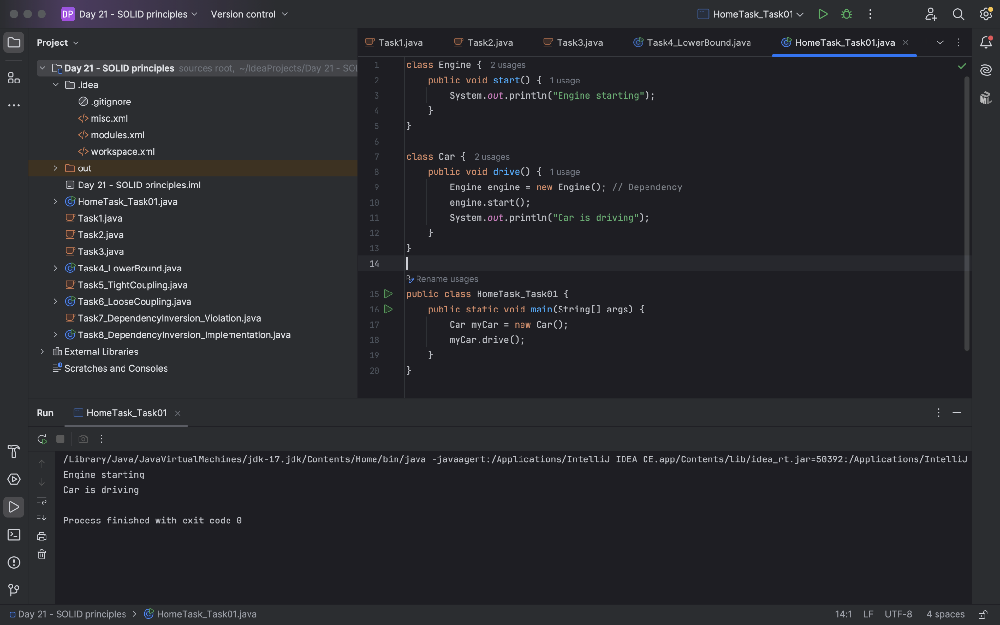 DP Day 21 - SOLID principles Version control HomeTask_Task01
Project
Day 21 - SOLID principles sources root, ~/IdeaProjects/Day 21 - SOL
.idea
.gitignore
misc.xml
modules.xml
workspace.xml
out
Day 21 - SOLID principles.iml
HomeTask_Task01.java
Task1.java
Task2.java
Task3.java
Task4_LowerBound.java
Task5_TightCoupling.java
Task6_LooseCoupling.java
Task7_DependencyInversion_Violation.java
Task8_DependencyInversion_Implementation.java
External Libraries
Scratches and Consoles
Task1.java Task2.java Task3.java Task4_LowerBound.java HomeTask_Task01.java
1 class Engine { 2 usages
2 public void start() { 1 usage
3 System.out.println("Engine starting");
4 }
5 }
6
7 class Car { 2 usages
8 public void drive() { 1 usage
9 Engine engine = new Engine(); // Dependency
10 engine.start();
11 System.out.println("Car is driving");
12 }
13 }
14
Rename usages
15 public class HomeTask_Task01 {
16 public static void main(String[] args) {
17 Car myCar = new Car();
18 myCar.drive();
19 }
20 }
ML
Run HomeTask_Task01
/Library/Java/JavaVirtualMachines/jdk-17.jdk/Contents/Home/bin/java -javaagent:/Applications/IntelliJ IDEA CE.app/Contents/lib/idea_rt.jar=50392:/Applications/IntelliJ
Engine starting
Car is driving
Process finished with exit code 0
Day 21 - SOLID principles > HomeTask_Task01.java 14:1 LF UTF-8 4 spaces